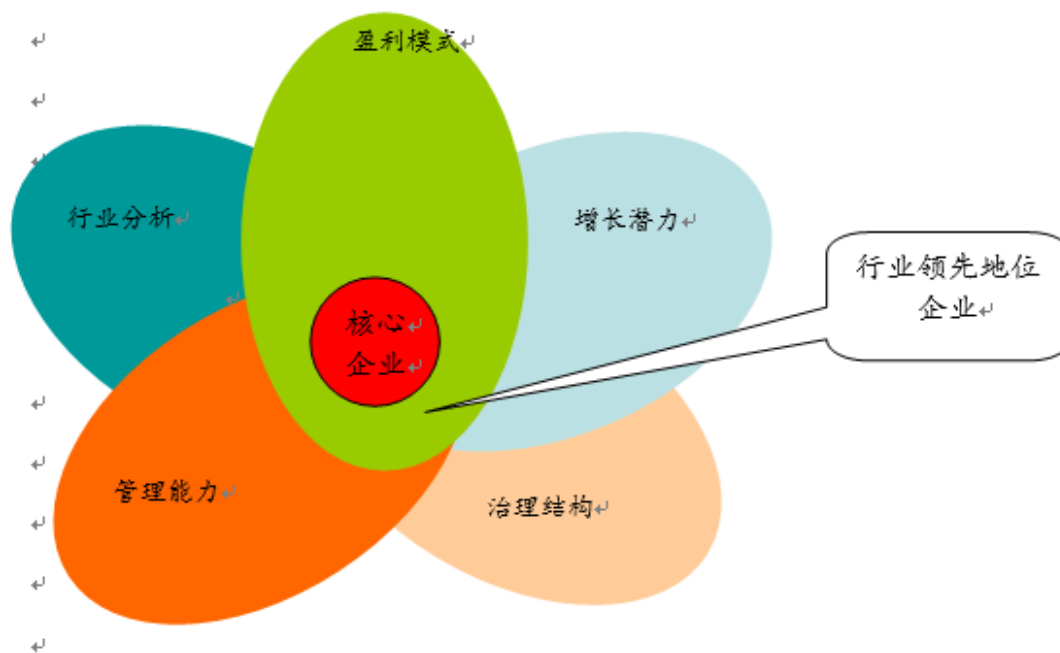 盈利模式
行业分析
增长潜力
行业领先地位
企业
核心
企业
管理能力
治理结构